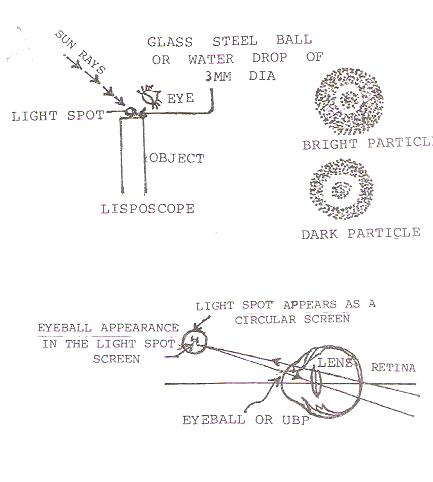 SUN RAYS
GLASS STEEL BALL
OR WATER DROP OF
3MM DIA
EYE
LIGHT SPOT
OBJECT
LISPOSCOPE
BRIGHT PARTICLE
DARK PARTICLE
LIGHT SPOT APPEARS AS A
CIRCULAR SCREEN
EYEBALL APPEARANCE
IN THE LIGHT SPOT
SCREEN
LENS
RETINA
EYEBALL OR UBP